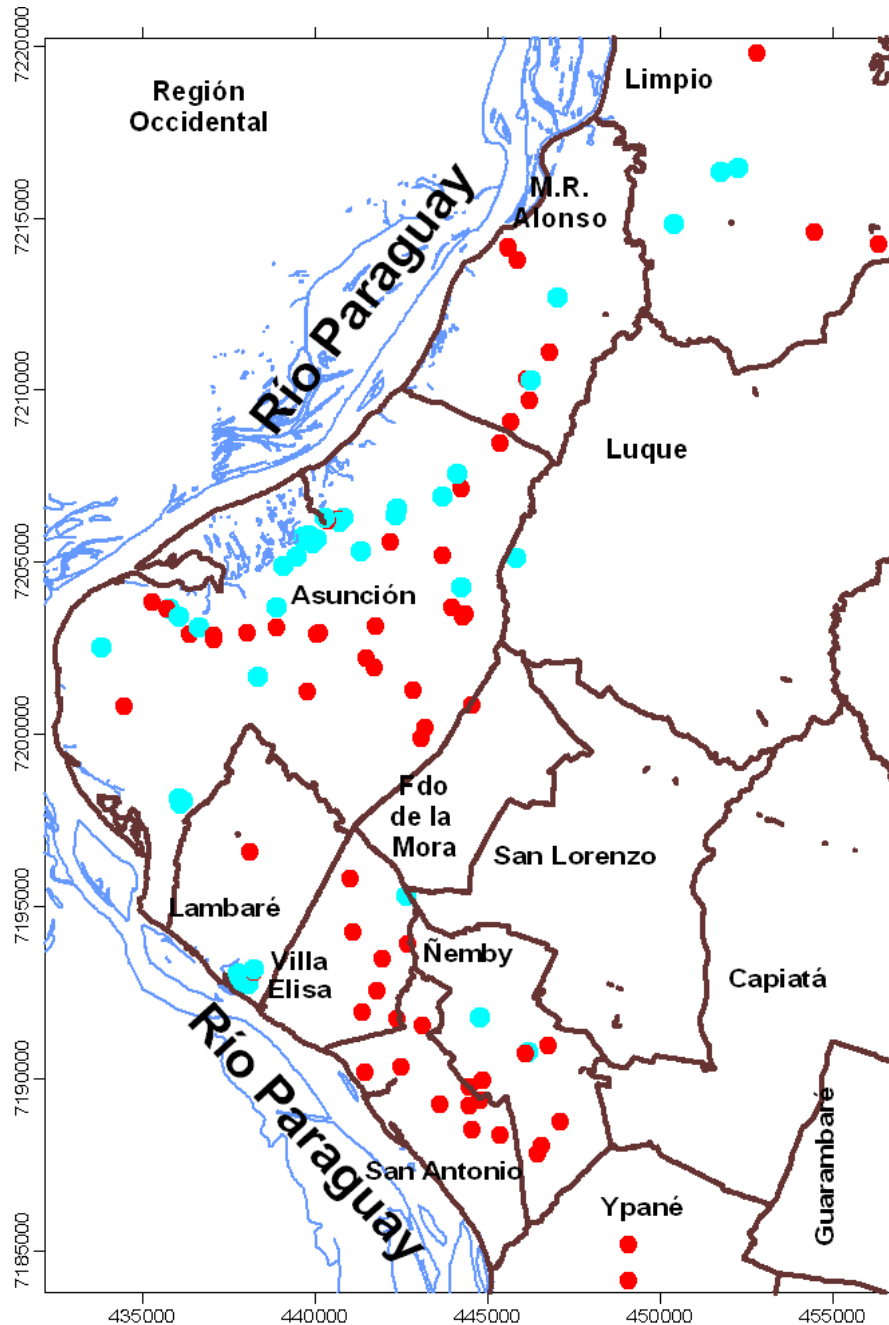 7220000
7215000
7210000
7205000
7200000
7195000
7190000
7185000
Región
Occidental
Limpio
M.R.
Alonso
Río Paraguay
Luque
Asunción
Fdo
de la
Mora
San Lorenzo
Lambaré
Villa
Elisa
Ñemby
Capiatá
Río Paraguay
San Antonio
Ypané
Guarambaré
435000
440000
445000
450000
455000